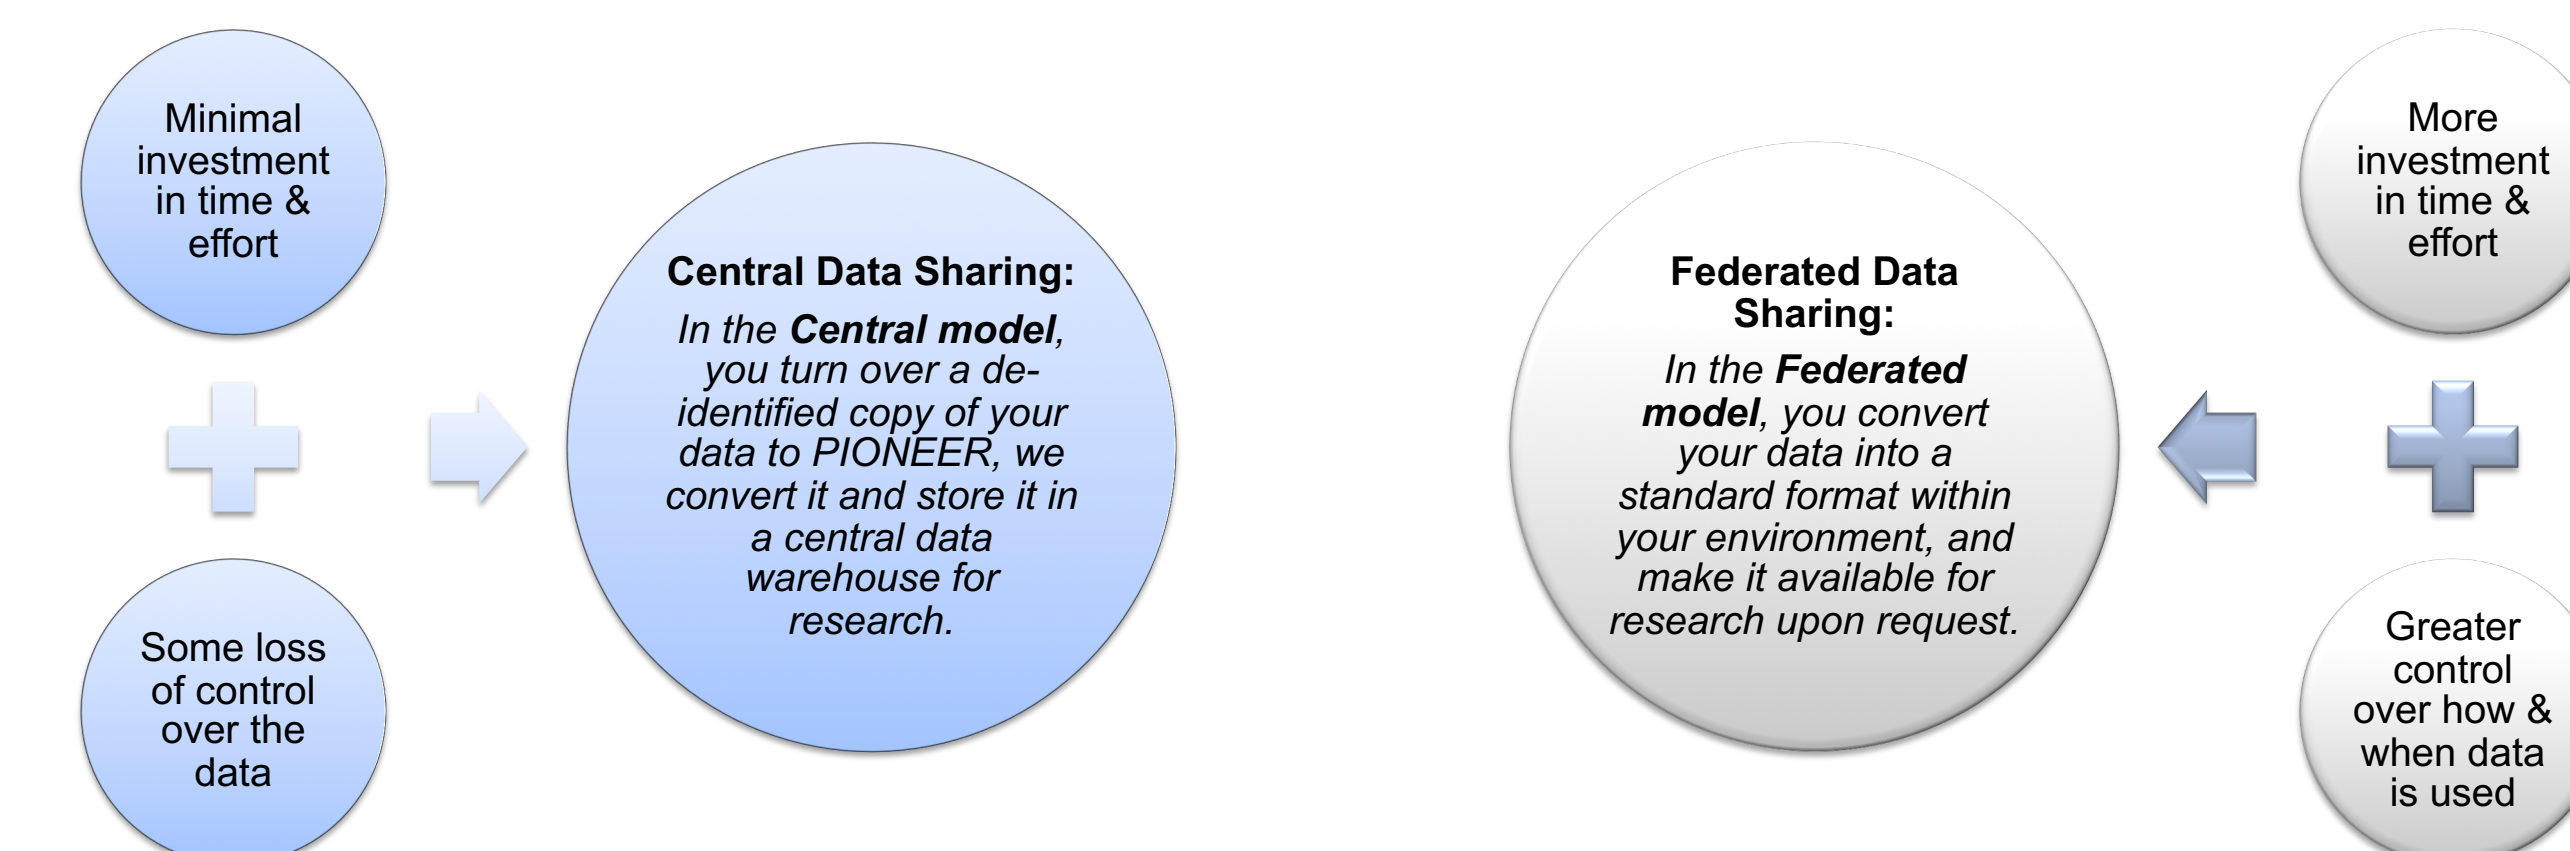 Minimal
investment
in time &
effort
Some loss
of control
over the
data
Central Data Sharing:
In the Central model,
you turn over a de-
identified copy of your
data to PIONEER, we
convert it and store it in
a central data
warehouse for
research.
Federated Data
Sharing:
In the Federated
model, you convert
your data into a
standard format within
your environment, and
make it available for
research upon request.
More
investment
in time &
effort
Greater
control
over how &
when data
is used